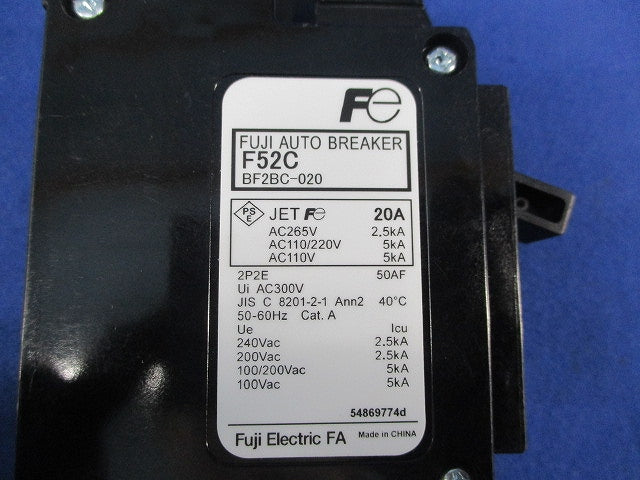 Fe
FUJI AUTO BREAKER
F52C
BF2BC-020
PS E JET Fe 20A
AC265V 2.5kA
AC110/220V 5kA
AC110V 5kA
2P2E 50AF
Ui AC300V
JIS C 8201-2-1 Ann2 40°C
50-60Hz Cat. A
Ue Icu
240Vac 2.5kA
200Vac 2.5kA
100/200Vac 5kA
100Vac 5kA
54869774d
Fuji Electric FA Made in CHINA